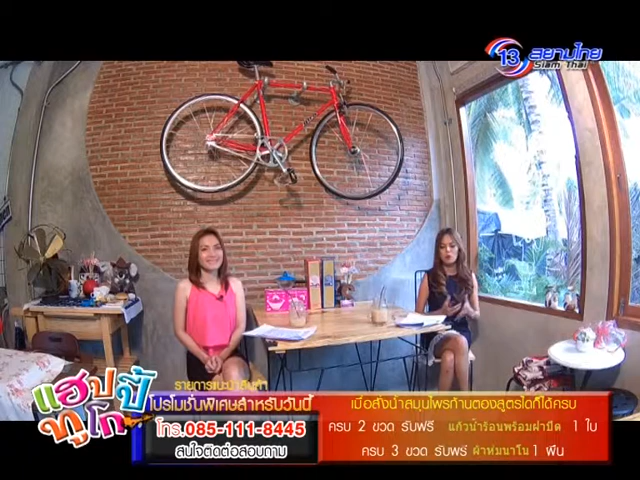 13 สยามไทย
Siam Thai
แฮปปี้
ทูโก
รายการแนะนำสินค้า
โปรโมชั่นพิเศษสำหรับวันนี้
โทร.085-111-8445
สนใจติดต่อสอบถาม
เมื่อสั่งน้ำสมุนไพรก้านตองสูตรใดก็ได้ครบ
ครบ 2 ขวด รับฟรี แก้วน้ำร้อนพร้อมฝาปิด 1 ใบ
ครบ 3 ขวด รับฟรี ผ้าห่มนาโน 1 ผืน